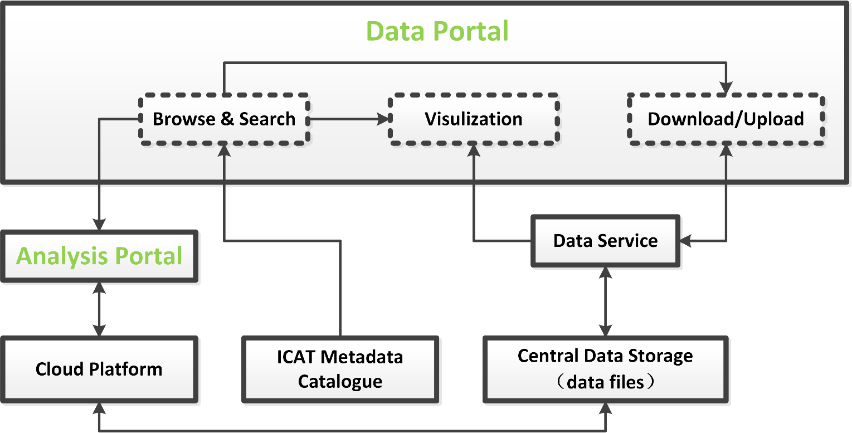 Data Portal
Browse & Search
Visulization
Download/Upload
Analysis Portal
Data Service
Cloud Platform
ICAT Metadata
Catalogue
Central Data Storage
（data files）